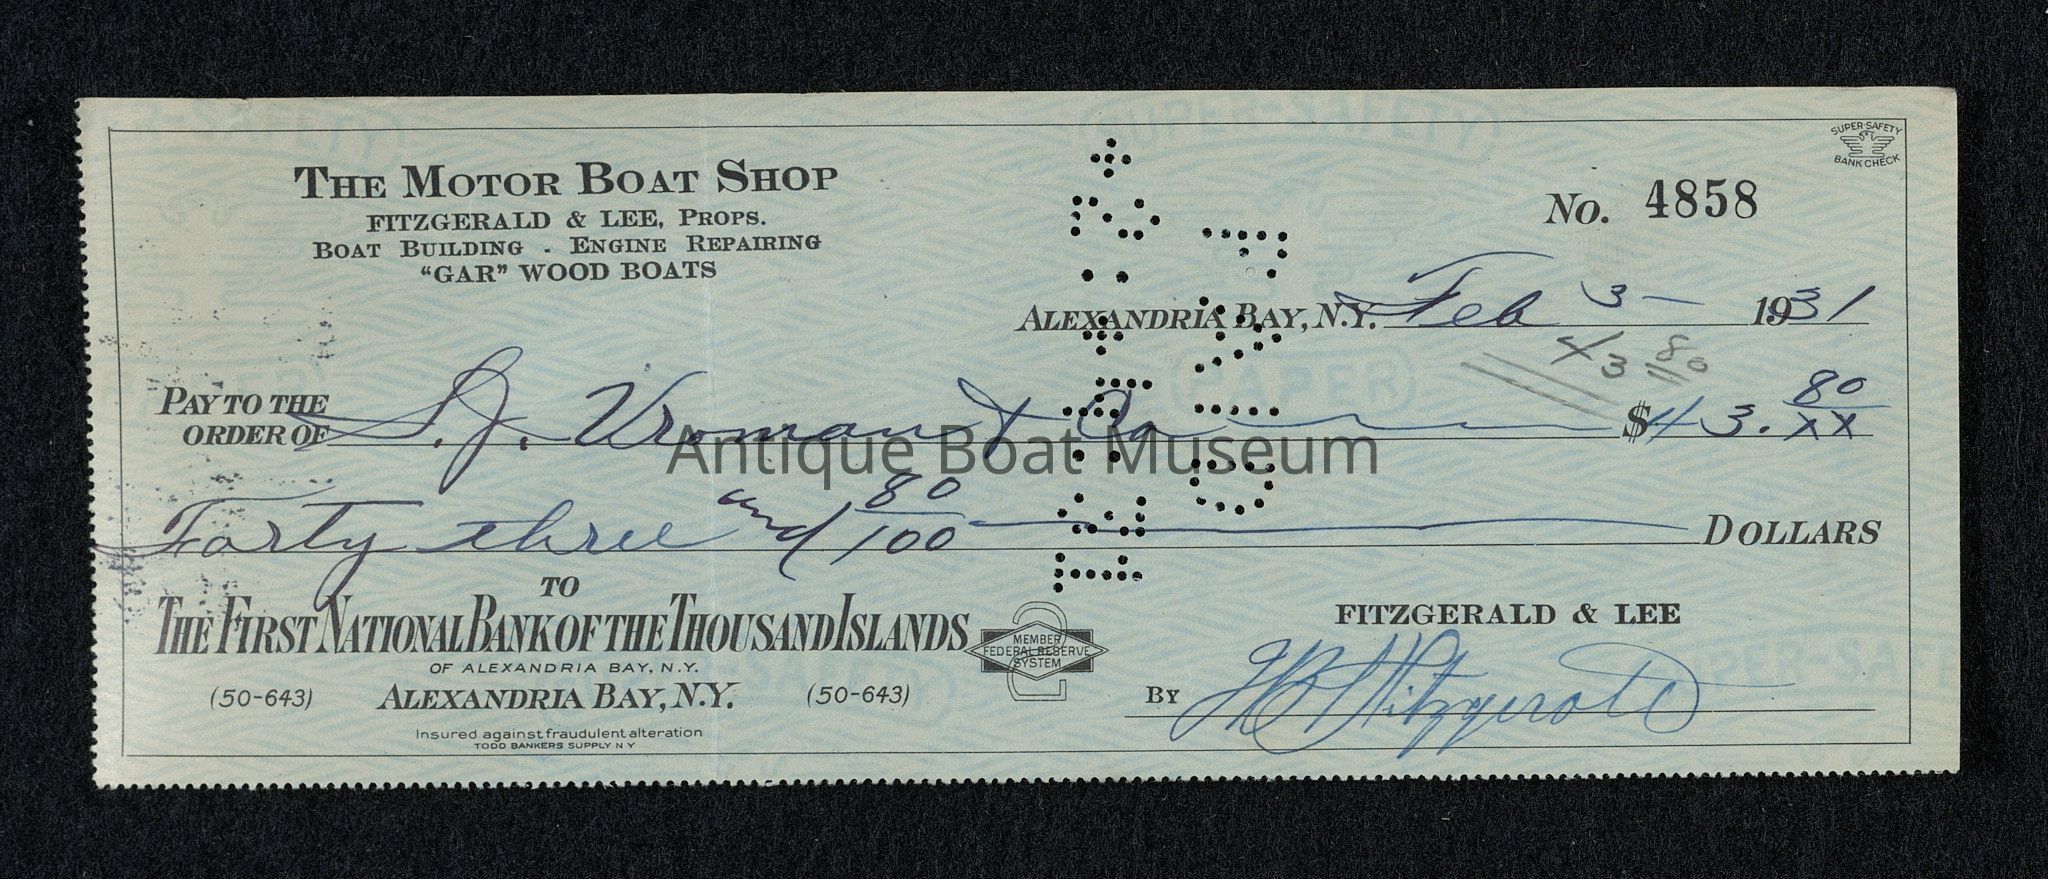 THE MOTOR BOAT SHOP
FITZGERALD & LEE, PROPS.
BOAT BUILDING - ENGINE REPAIRING
"GAR" WOOD BOATS
SUPER-SAFETY
BANK CHECK
No. 4858
ALEXANDRIA BAY, N.Y. Feb 3- 1931
43 80
PAY TO THE
ORDER OF S. J. Vroman & Co $43. 80/XX
Antique Boat Museum
Forty three and 80/100 DOLLARS
TO
THE FIRST NATIONAL BANK OF THE THOUSAND ISLANDS
OF ALEXANDRIA BAY, N.Y.
(50-643) ALEXANDRIA BAY, N.Y. (50-643)
Insured against fraudulent alteration
TODD BANKERS SUPPLY N Y
MEMBER
FEDERAL RESERVE
SYSTEM
2
FITZGERALD & LEE
BY Fitzgerald